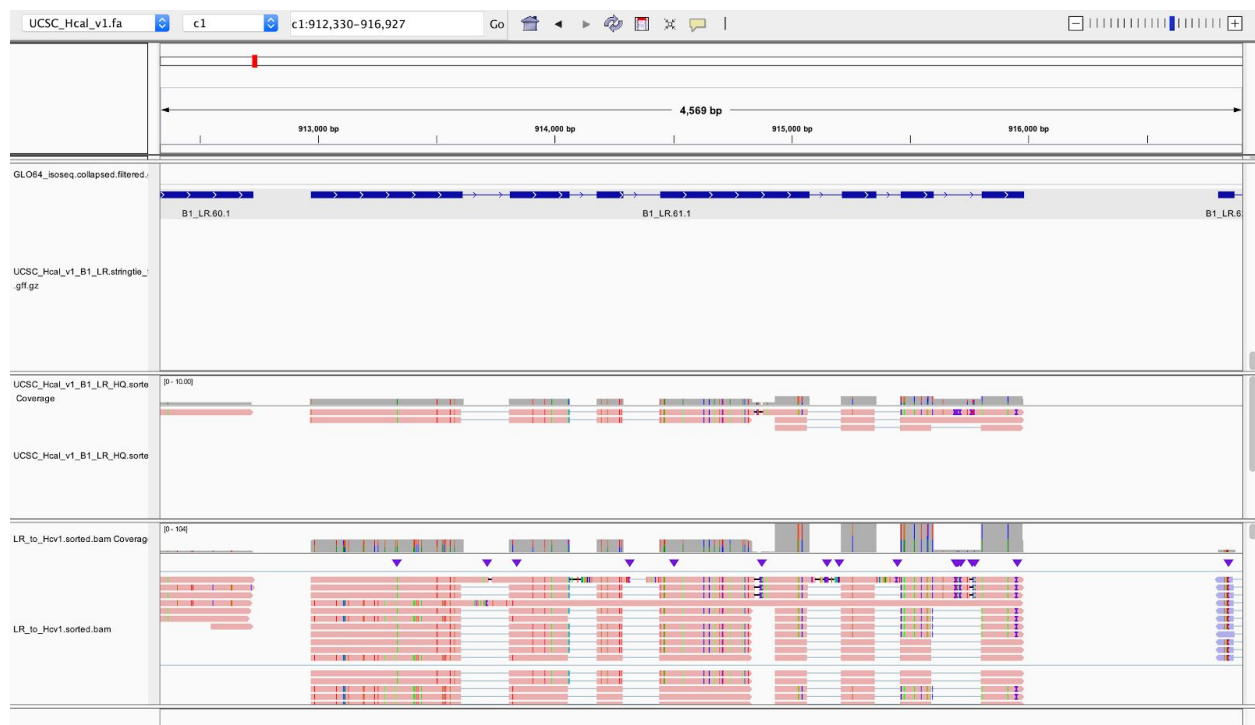 UCSC_Hcal_v1.fa c1 c1:912,330-916,927 Go
4,569 bp
913,000 bp 914,000 bp 915,000 bp 916,000 bp
GLO64_isoseq.collapsed.filtered.
B1_LR.60.1 B1_LR.61.1 B1_LR.6
UCSC_Hcal_v1_B1_LR.stringtie_
.gff.gz
UCSC_Hcal_v1_B1_LR_HQ.sorte
Coverage
[0 - 10.00]
UCSC_Hcal_v1_B1_LR_HQ.sorte
LR_to_Hcv1.sorted.bam Coverag
[0 - 104]
LR_to_Hcv1.sorted.bam